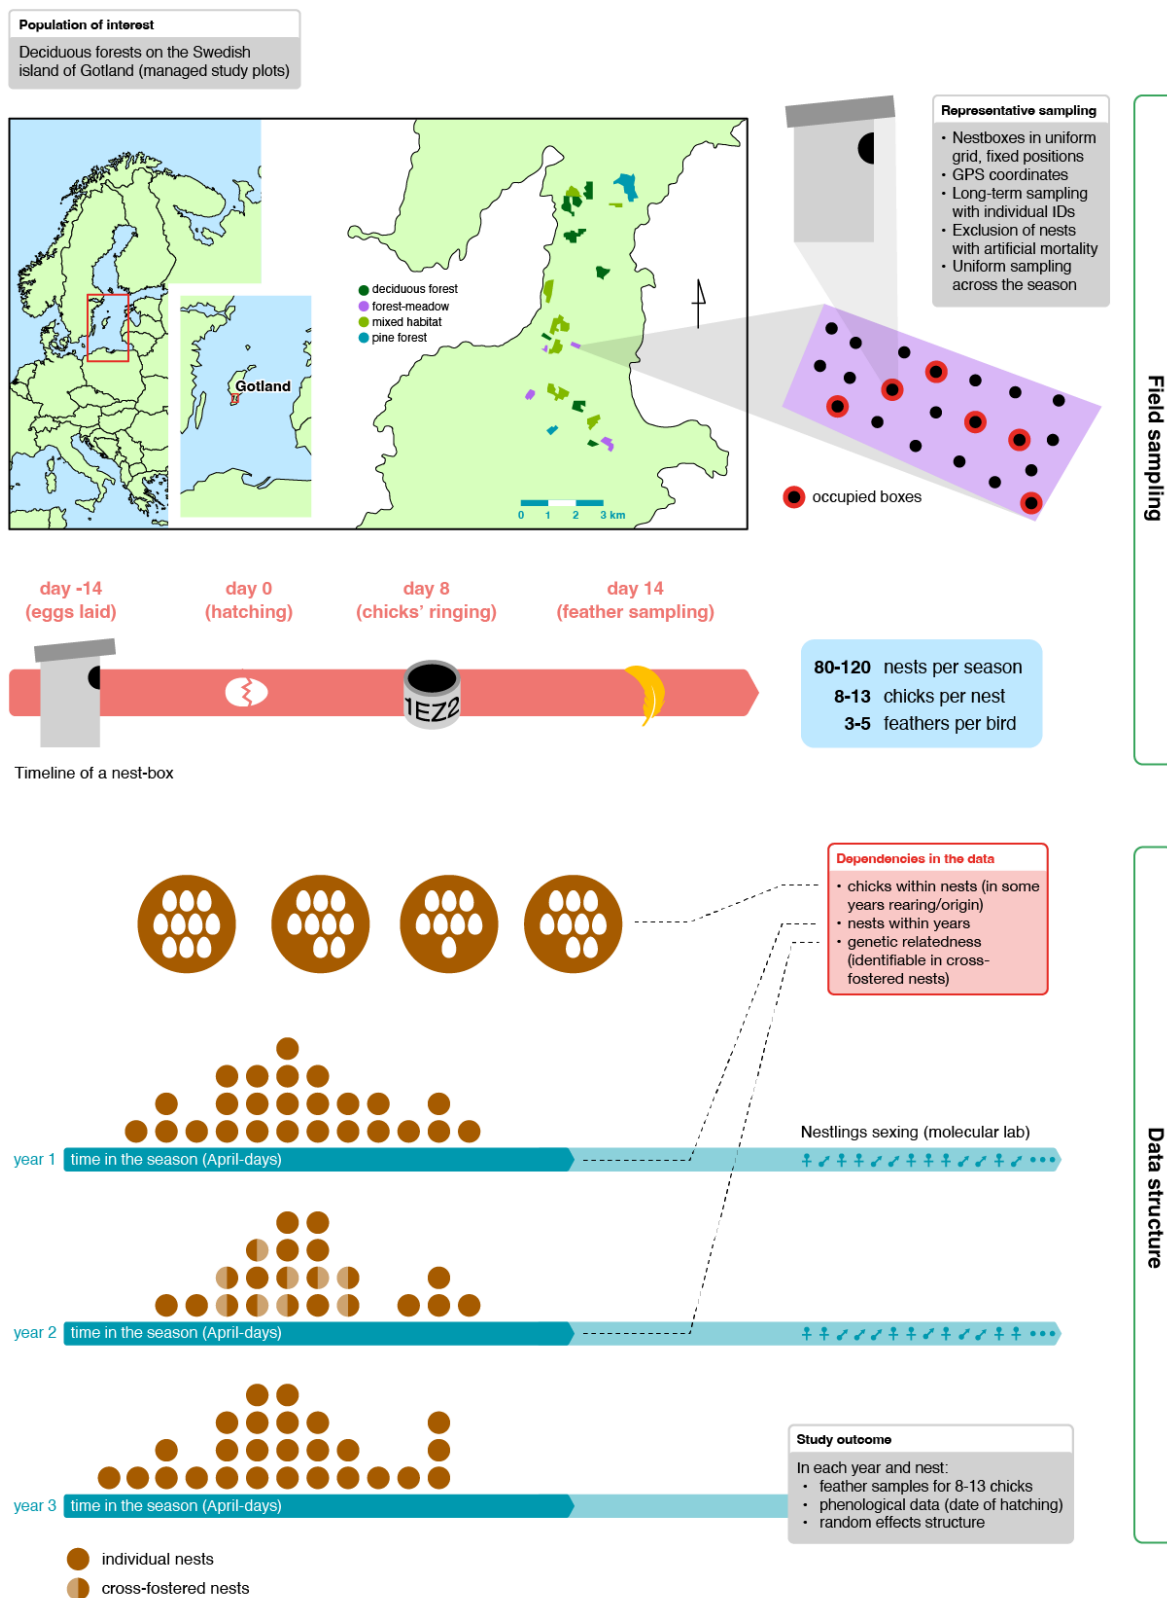 Population of interest
Deciduous forests on the Swedish
island of Gotland (managed study plots)
Representative sampling
• Nestboxes in uniform
grid, fixed positions
• GPS coordinates
• Long-term sampling
with individual IDs
• Exclusion of nests
with artificial mortality
• Uniform sampling
across the season
Gotland
deciduous forest
forest-meadow
mixed habitat
pine forest
0 1 2 3 km
occupied boxes
Field sampling
day -14
(eggs laid)
day 0
(hatching)
day 8
(chicks' ringing)
day 14
(feather sampling)
1EZ2
80-120 nests per season
8-13 chicks per nest
3-5 feathers per bird
Timeline of a nest-box
Dependencies in the data
• chicks within nests (in some
years rearing/origin)
• nests within years
• genetic relatedness
(identifiable in cross-
fostered nests)
Data structure
Nestlings sexing (molecular lab)
year 1 time in the season (April-days)
year 2 time in the season (April-days)
year 3 time in the season (April-days)
Study outcome
In each year and nest:
• feather samples for 8-13 chicks
• phenological data (date of hatching)
• random effects structure
individual nests
cross-fostered nests